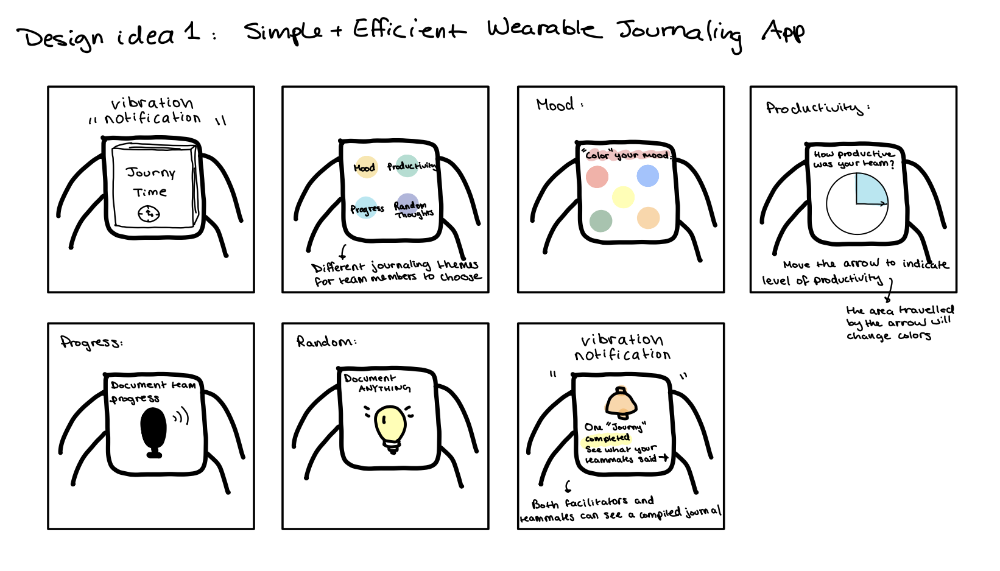 Design idea 1: Simple + Efficient Wearable Journaling App
vibration
"notification"
Journy
Time
Mood
Productivity
Progress
Random
Thoughts
Different journaling themes
for team members to choose
Mood:
"Color" your mood:
Productivity:
How productive
was your team?
Move the arrow to indicate
level of productivity
the area travelled
by the arrow will
change colors
Progress:
Document team
progress
Random:
Document
ANYTHING
vibration
notification
" "
One "Journy"
completed
See what your
teammates said →
Both facilitators and
teammates can see a compiled journal